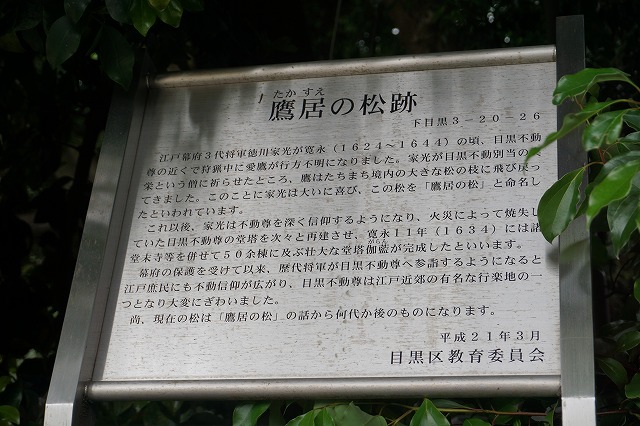 たか すえ
鷹居の松跡
下目黒3-20-26
江戸幕府3代将軍徳川家光が寛永(1624~1644)の頃、目黒不動
尊の近くで狩猟中に愛鷹が行方不明になりました。家光が目黒不動別当の
栄という僧に祈らせたところ、鷹はたちまち境内の大きな松の枝に飛び戻っ
てきました。このことに家光は大いに喜び、この松を「鷹居の松」と命名し
たといわれています。
これ以後、家光は不動尊を深く信仰するようになり、火災によって焼失し
ていた目黒不動尊の堂塔を次々と再建させ、寛永11年(1634)には諸
堂末寺等を併せて50余棟に及ぶ壮大な堂塔伽藍が完成したといいます。
がらん
幕府の保護を受けて以来、歴代将軍が目黒不動尊へ参詣するようになると
江戸庶民にも不動信仰が広がり、目黒不動尊は江戸近郊の有名な行楽地の一
つとなり大変にぎわいました。
尚、現在の松は「鷹居の松」の話から何代か後のものになります。
平成21年3月
目黒区教育委員会